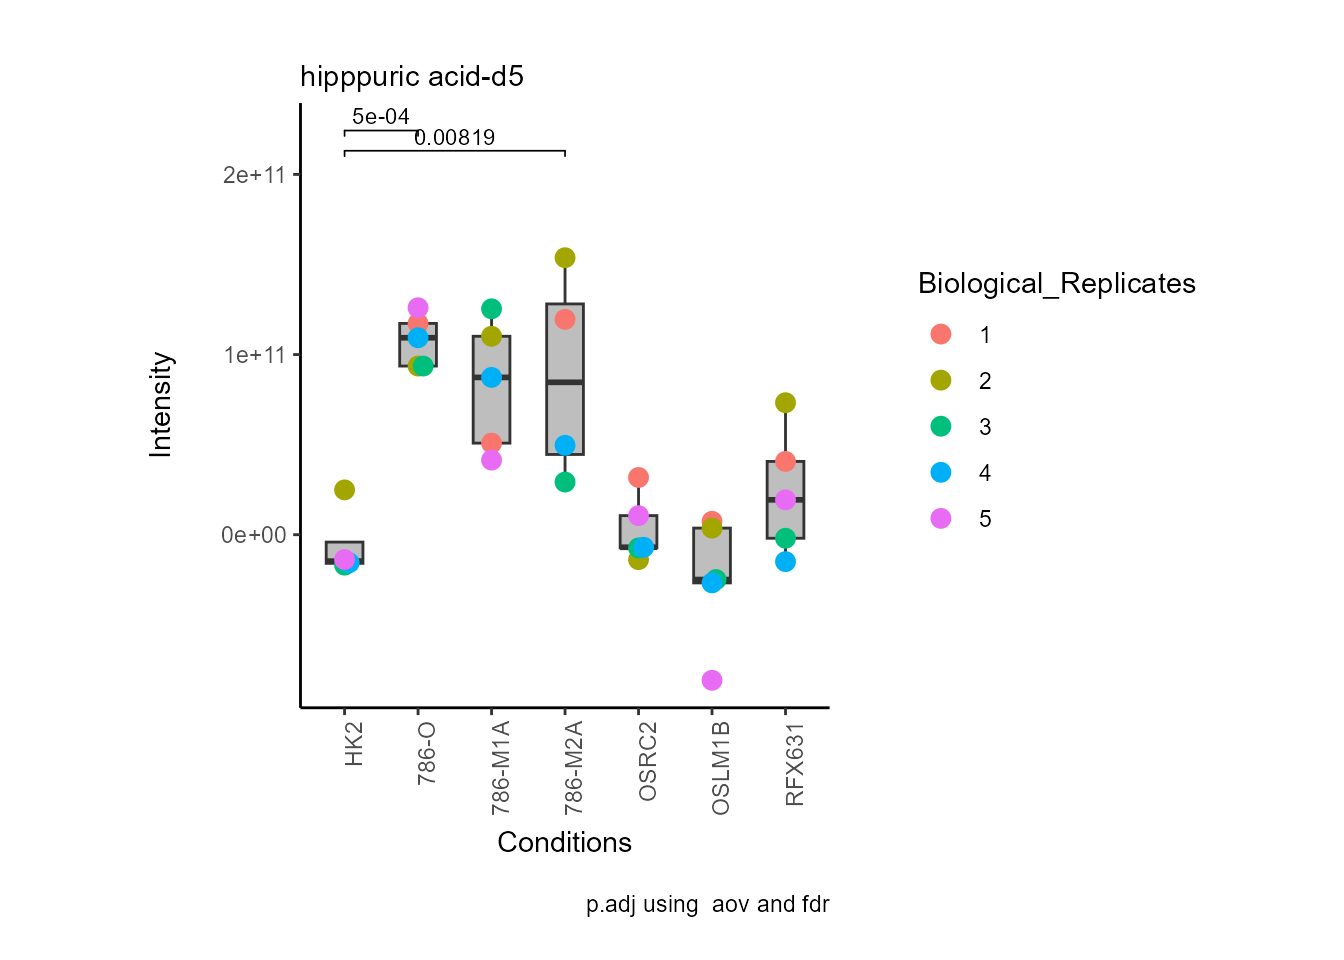 hipppuric acid-d5
5e-04
0.00819
2e+11
1e+11
0e+00
Intensity
HK2
786-O
786-M1A
786-M2A
OSRC2
OSLM1B
RFX631
Conditions
p.adj using  aov and fdr
Biological_Replicates
1
2
3
4
5